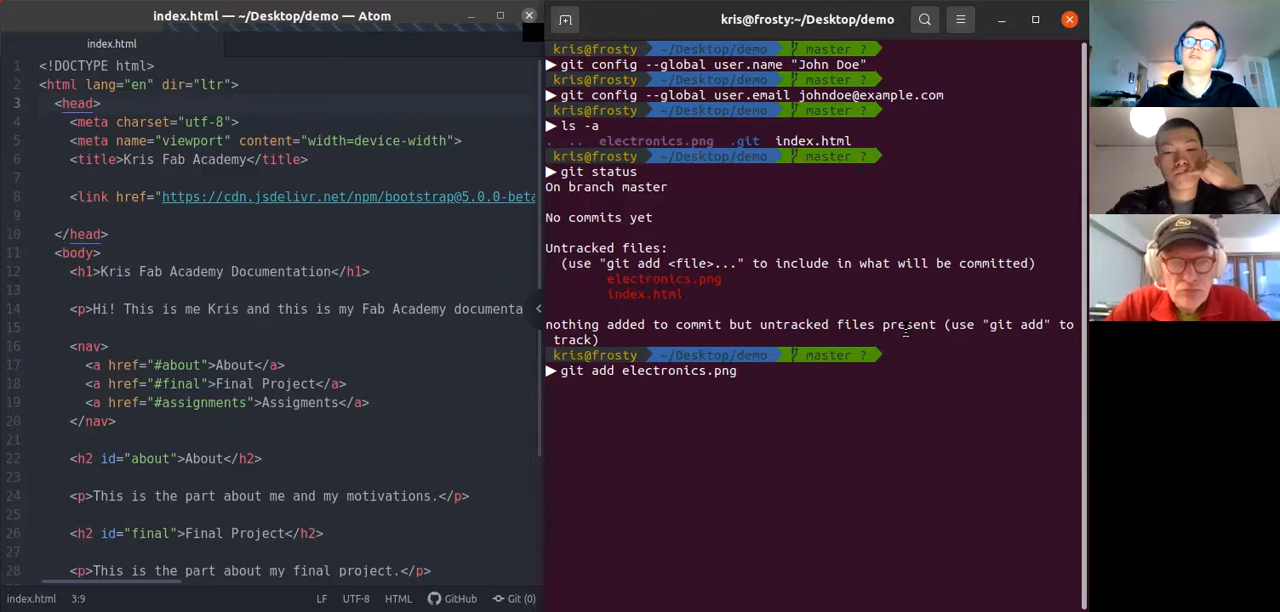 index.html — ~/Desktop/demo — Atom
index.html
1 <!DOCTYPE html>
2 <html lang="en" dir="ltr">
3 <head>
4 <meta charset="utf-8">
5 <meta name="viewport" content="width=device-width">
6 <title>Kris Fab Academy</title>
7
8 <link href="https://cdn.jsdelivr.net/npm/bootstrap@5.0.0-beta
9
10 </head>
11 <body>
12 <h1>Kris Fab Academy Documentation</h1>
13
14 <p>Hi! This is me Kris and this is my Fab Academy documenta
15
16 <nav>
17 <a href="#about">About</a>
18 <a href="#final">Final Project</a>
19 <a href="#assignments">Assigments</a>
20 </nav>
21
22 <h2 id="about">About</h2>
23
24 <p>This is the part about me and my motivations.</p>
25
26 <h2 id="final">Final Project</h2>
27
28 <p>This is the part about my final project.</p>
index.html 3:9 LF UTF-8 HTML GitHub Git (0)
kris@frosty:~/Desktop/demo
kris@frosty ~/Desktop/demo master ?
git config --global user.name "John Doe"
kris@frosty ~/Desktop/demo master ?
git config --global user.email johndoe@example.com
kris@frosty ~/Desktop/demo master ?
ls -a
. .. electronics.png .git index.html
kris@frosty ~/Desktop/demo master ?
git status
On branch master
No commits yet
Untracked files:
(use "git add <file>..." to include in what will be committed)
electronics.png
index.html
nothing added to commit but untracked files present (use "git add" to
track)
kris@frosty ~/Desktop/demo master ?
git add electronics.png